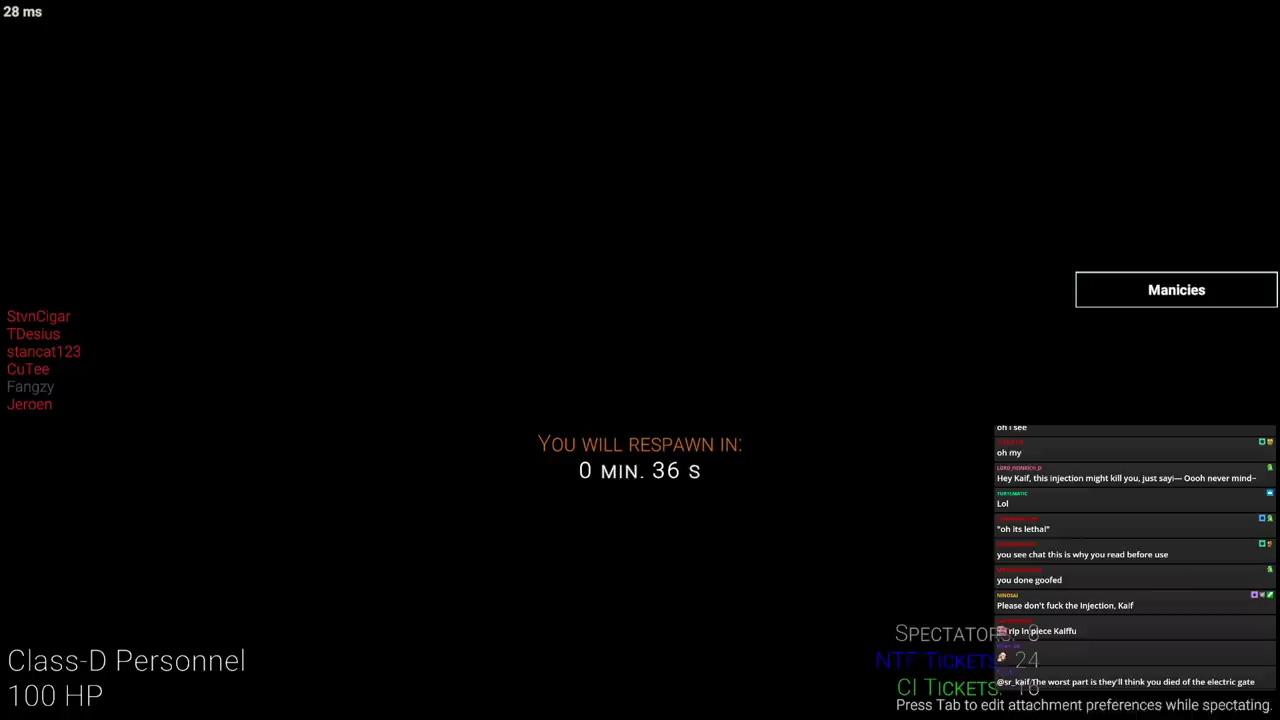 28 ms
Manicies
StvnCigar
TDesius
stancat123
CuTee
Fangzy
Jeroen
YOU WILL RESPAWN IN:
0 MIN. 36 S
oh i see
oh my
LORD_HEINRICH_D
Hey Kaif, this injection might kill you, just sayi— Oooh never mind~
Lol
"oh its lethal"
you see chat this is why you read before use
you done goofed
NINOSAI
Please don't fuck the injection, Kaif
rip in piece Kaiffu
@sr_kaif The worst part is they'll think you died of the electric gate
SPECTATORS:
NTF TICKETS: 24
CI TICKETS: 16
Class-D Personnel
100 HP
Press Tab to edit attachment preferences while spectating.